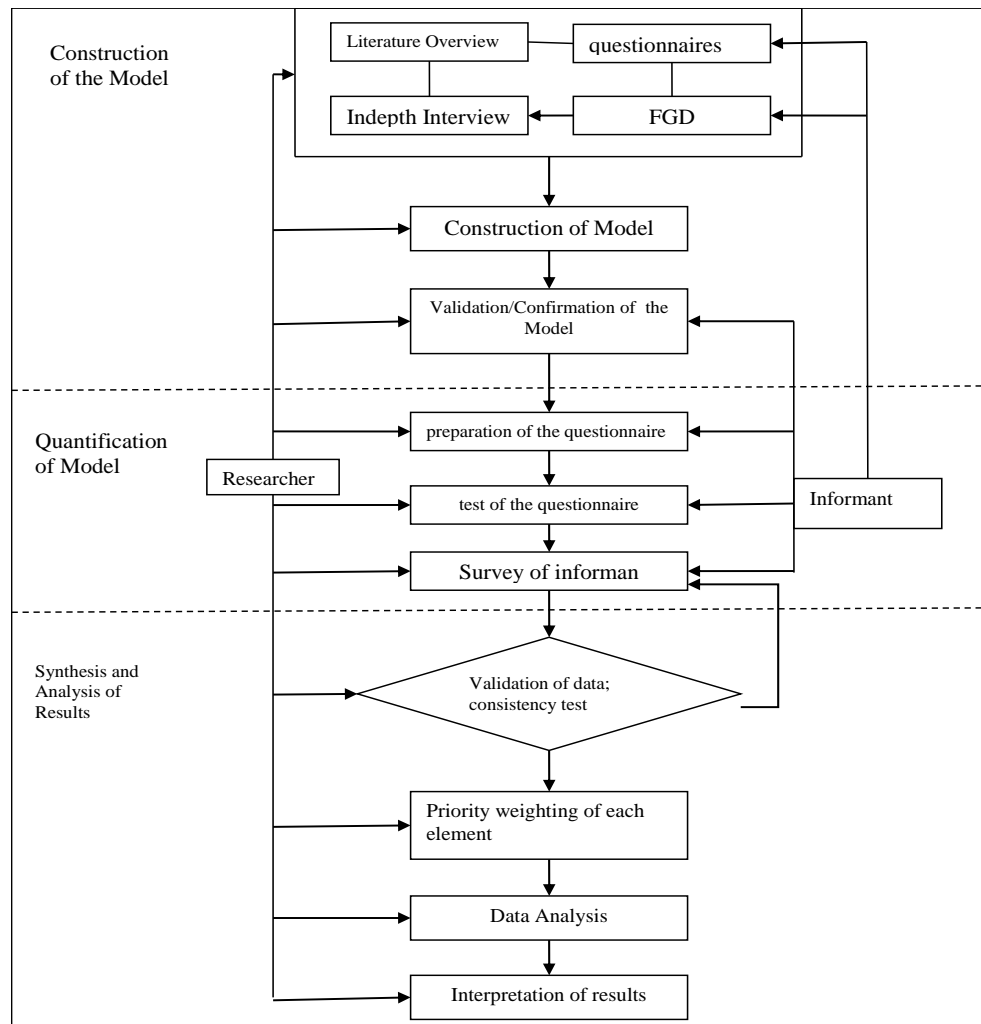 Construction
of the Model
Literature Overview
questionnaires
Indepth Interview
FGD
Construction of Model
Validation/Confirmation of the
Model
Quantification
of Model
preparation of the questionnaire
Researcher
test of the questionnaire
Informant
Survey of informan
Synthesis and
Analysis of
Results
Validation of data;
consistency test
Priority weighting of each
element
Data Analysis
Interpretation of results